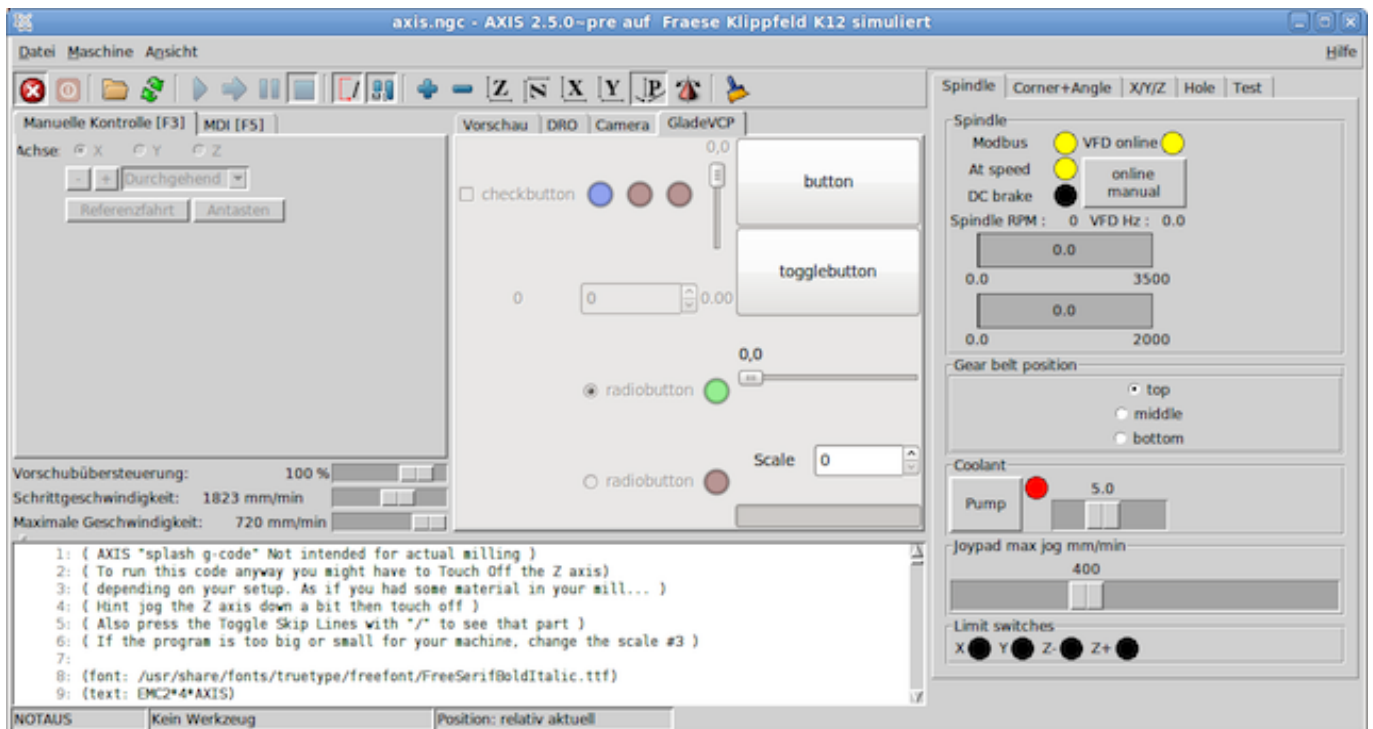 axis.ngc - AXIS 2.5.0~pre auf Fraese Klippfeld K12 simuliert
Datei Maschine Ansicht Hilfe
Z N X Y P
Manuelle Kontrolle [F3] MDI [F5]
Achse: X Y Z
- + Durchgehend
Referenzfahrt Antasten
Vorschau DRO Camera GladeVCP
0,0
checkbutton
button
togglebutton
0 0 0.00
0,0
radiobutton
Scale 0
radiobutton
Vorschubübersteuerung: 100 %
Schrittgeschwindigkeit: 1823 mm/min
Maximale Geschwindigkeit: 720 mm/min
1: ( AXIS "splash g-code" Not intended for actual milling )
2: ( To run this code anyway you might have to Touch Off the Z axis)
3: ( depending on your setup. As if you had some material in your mill... )
4: ( Hint jog the Z axis down a bit then touch off )
5: ( Also press the Toggle Skip Lines with "/" to see that part )
6: ( If the program is too big or small for your machine, change the scale #3 )
7:
8: (font: /usr/share/fonts/truetype/freefont/FreeSerifBoldItalic.ttf)
9: (text: EMC2*4*AXIS)
NOTAUS Kein Werkzeug Position: relativ aktuell
Spindle Corner+Angle X/Y/Z Hole Test
Spindle
Modbus VFD online
At speed online manual
DC brake
Spindle RPM : 0 VFD Hz : 0.0
0.0
0.0 3500
0.0
0.0 2000
Gear belt position
top
middle
bottom
Coolant
Pump 5.0
Joypad max jog mm/min
400
Limit switches
X Y Z- Z+